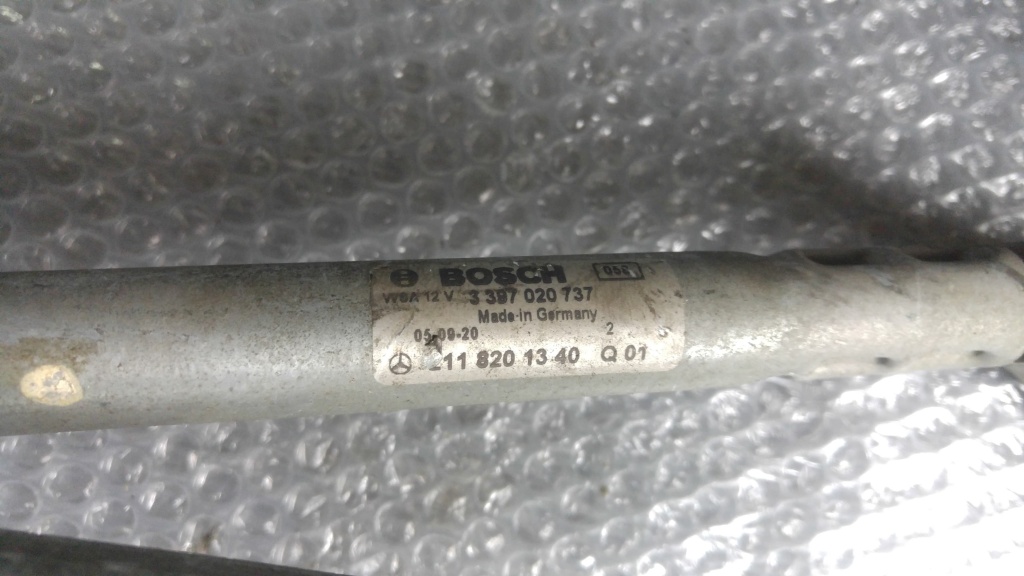 BOSCH
WSA 12 V 3 397 020 737
Made in Germany
05-09-20 2
211 820 13 40 Q 01